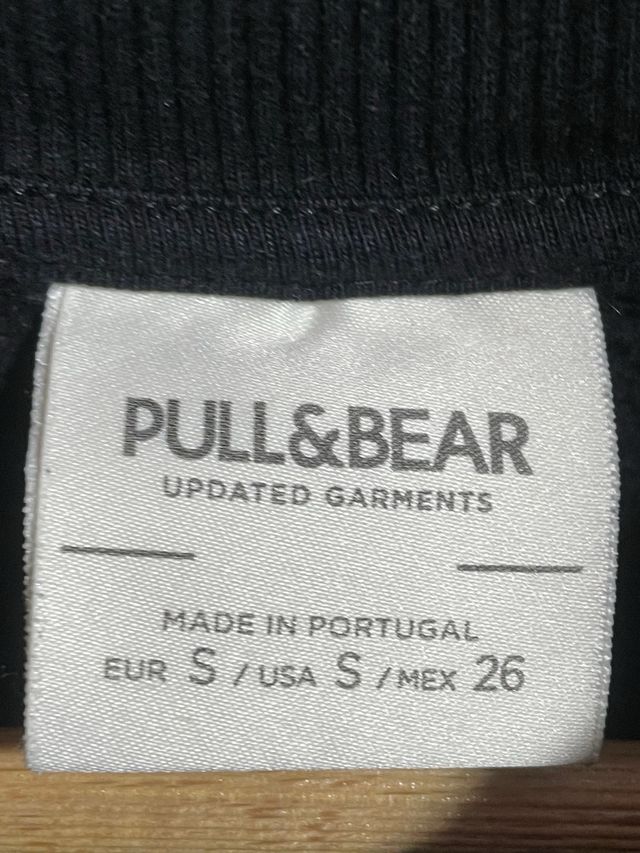 PULL&BEAR
UPDATED GARMENTS
MADE IN PORTUGAL
EUR S / USA S / MEX 26